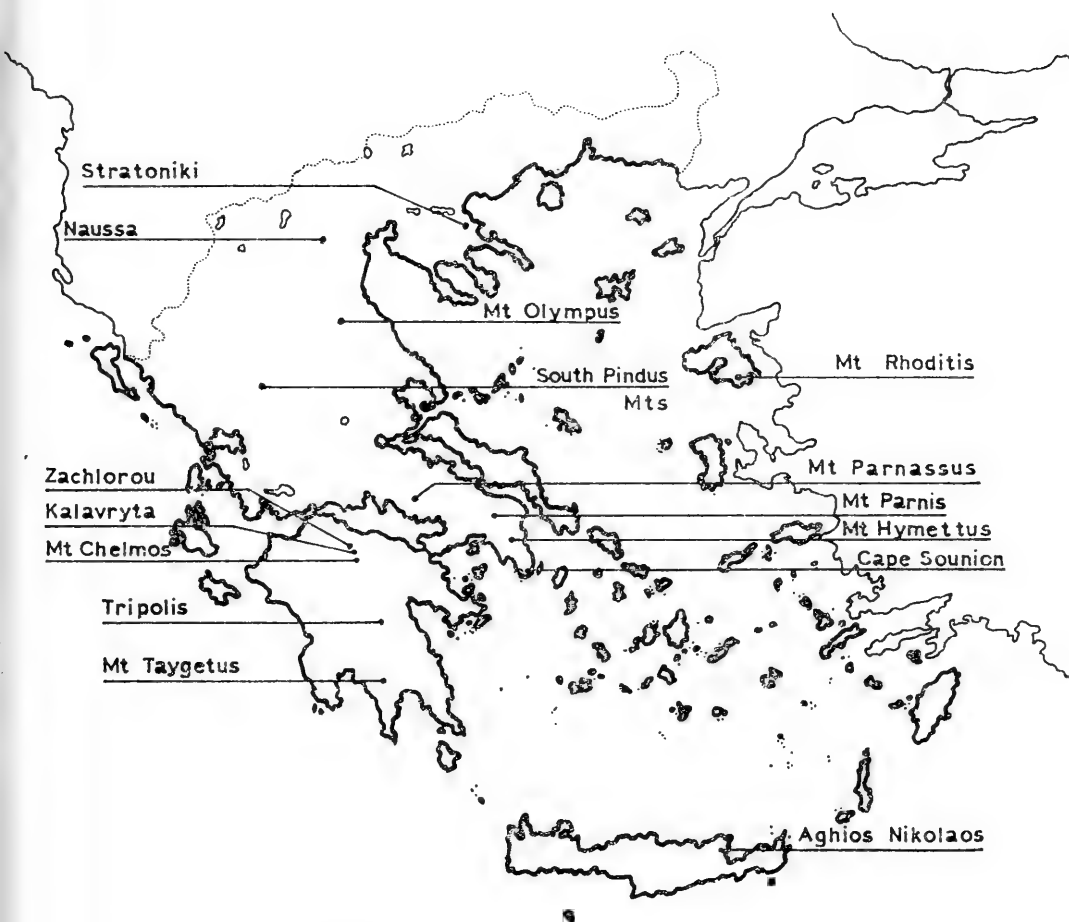 Stratoniki
Naussa
Mt Olympus
Mt Rhoditis
South Pindus
Mts
Zachlorou
Mt Parnassus
Kalavryta
Mt Parnis
Mt Chelmos
Mt Hymettus
Cape Sounion
Tripolis
Mt Taygetus
Aghios Nikolaos